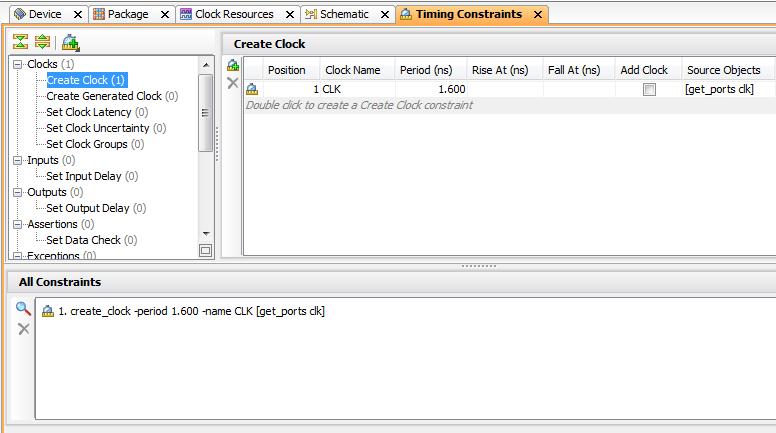 Device Package Clock Resources Schematic Timing Constraints
Create Clock
Clocks (1)
Create Clock (1)
Create Generated Clock (0)
Set Clock Latency (0)
Set Clock Uncertainty (0)
Set Clock Groups (0)
Inputs (0)
Set Input Delay (0)
Outputs (0)
Set Output Delay (0)
Assertions (0)
Set Data Check (0)
Exceptions (0)
Position Clock Name Period (ns) Rise At (ns) Fall At (ns) Add Clock Source Objects
1 CLK 1.600 [get_ports clk]
Double click to create a Create Clock constraint
All Constraints
1. create_clock -period 1.600 -name CLK [get_ports clk]